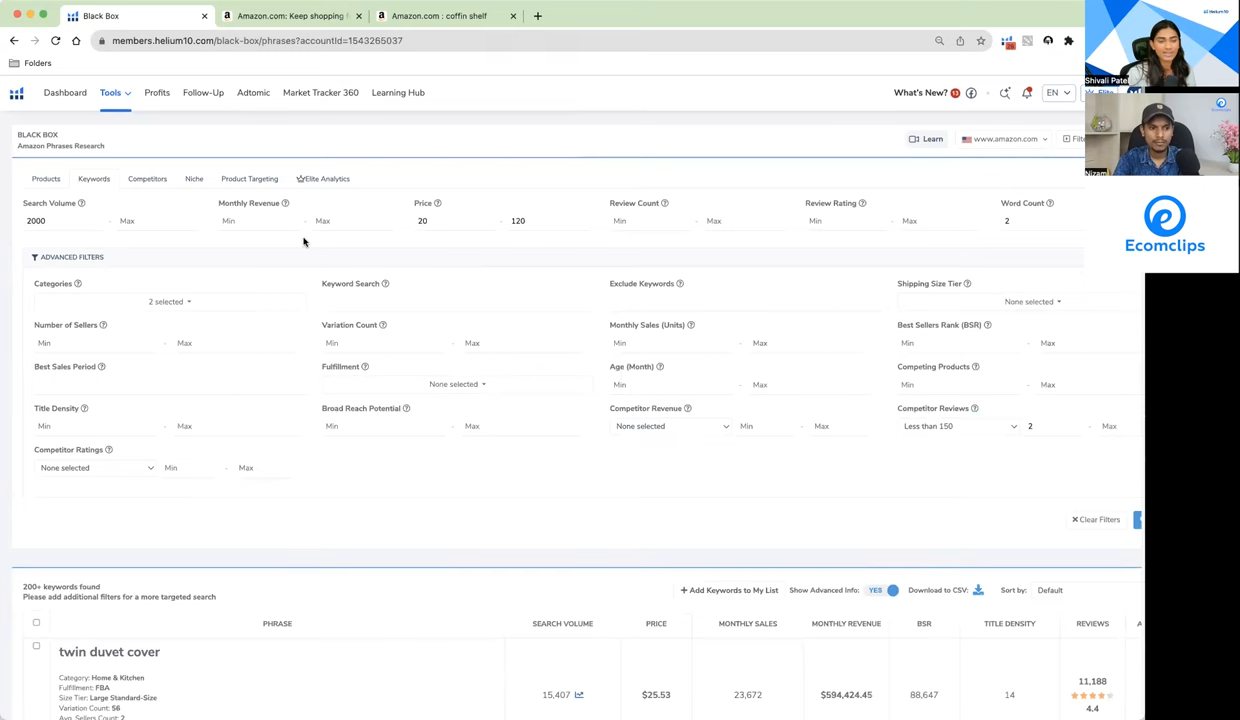 Black Box
Amazon.com: Keep shopping f
Amazon.com : coffin shelf
members.helium10.com/black-box/phrases?accountId=1543265037
26
Folders
Helium10
Shivali Patel
Elite
Nizam
Ecomclips
Ecomclips
Dashboard
Tools
Profits
Follow-Up
Adtomic
Market Tracker 360
Learning Hub
What's New? 13
EN
BLACK BOX
Amazon Phrases Research
Learn
www.amazon.com
Filte
Products
Keywords
Competitors
Niche
Product Targeting
Elite Analytics
Search Volume
Monthly Revenue
Price
Review Count
Review Rating
Word Count
2000 - Max
Min - Max
20 - 120
Min - Max
Min - Max
2
ADVANCED FILTERS
Categories
Keyword Search
Exclude Keywords
Shipping Size Tier
2 selected
None selected
Number of Sellers
Variation Count
Monthly Sales (Units)
Best Sellers Rank (BSR)
Min - Max
Min - Max
Min - Max
Min - Max
Best Sales Period
Fulfillment
Age (Month)
Competing Products
None selected
Min - Max
Min - Max
Title Density
Broad Reach Potential
Competitor Revenue
Competitor Reviews
Min - Max
Min - Max
None selected
Min - Max
Less than 150
2 - Max
Competitor Ratings
None selected
Min - Max
Clear Filters
200+ keywords found
Please add additional filters for a more targeted search
+ Add Keywords to My List
Show Advanced Info: YES
Download to CSV:
Sort by: Default
PHRASE
SEARCH VOLUME
PRICE
MONTHLY SALES
MONTHLY REVENUE
BSR
TITLE DENSITY
REVIEWS
A
twin duvet cover
Category: Home & Kitchen
Fulfillment: FBA
Size Tier: Large Standard-Size
Variation Count: 56
Avg. Sellers Count: 2
15,407
$25.53
23,672
$594,424.45
88,647
14
11,188
4.4